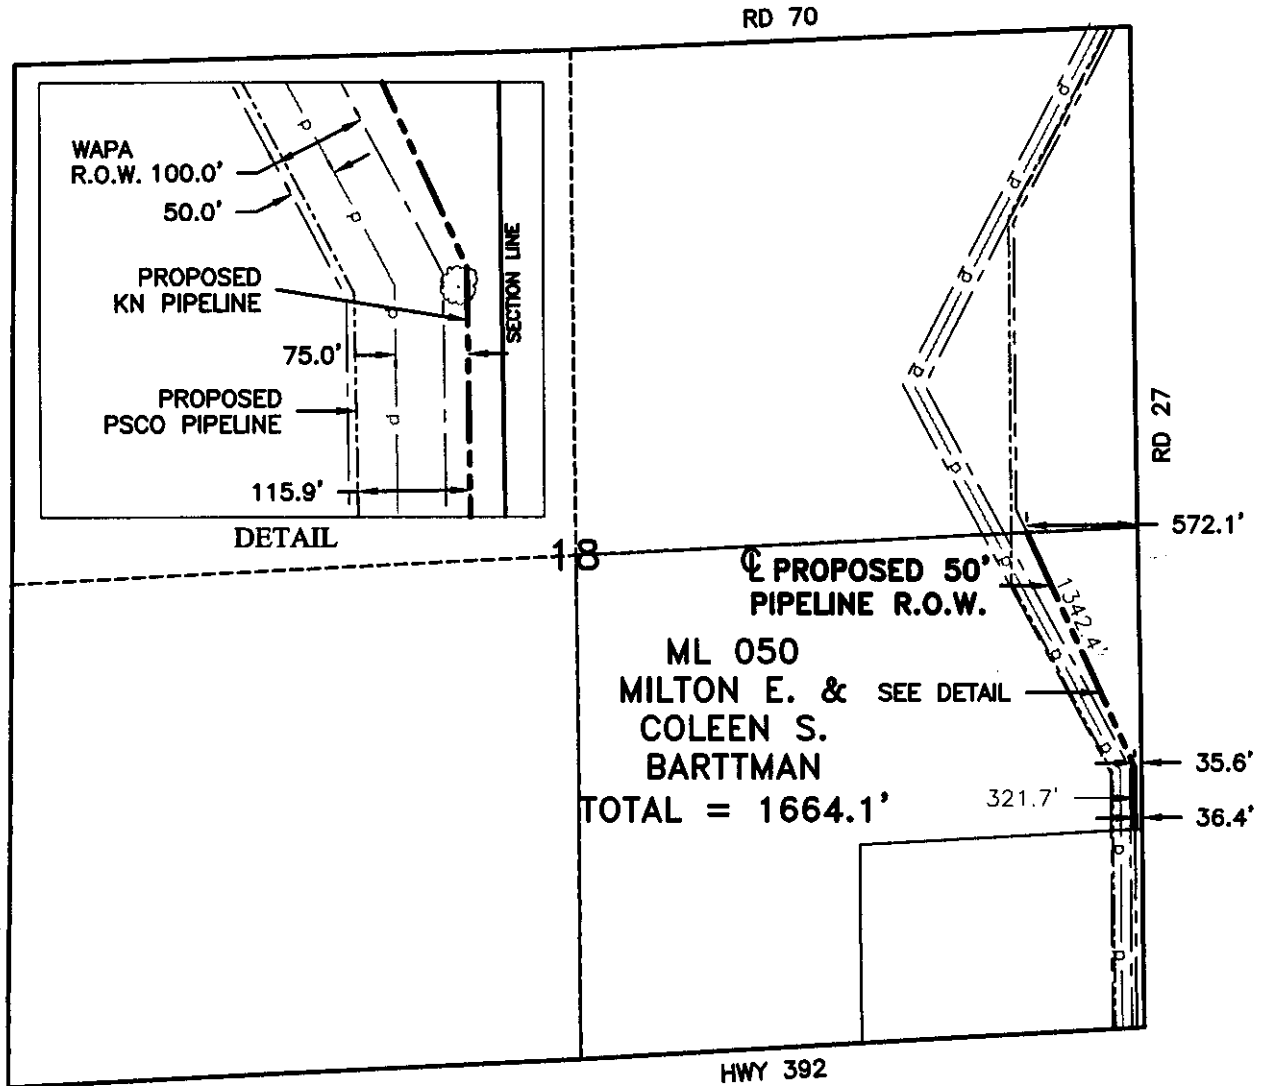 RD 70
WAPA
R.O.W. 100.0'
50.0'
PROPOSED
KN PIPELINE
SECTION LINE
75.0'
PROPOSED
PSCO PIPELINE
115.9'
DETAIL
RD 27
572.1'
18
℄ PROPOSED 50'
PIPELINE R.O.W.
1342.4'
ML 050
MILTON E. & SEE DETAIL
COLEEN S.
BARTTMAN
TOTAL = 1664.1'
35.6'
321.7'
36.4'
HWY 392